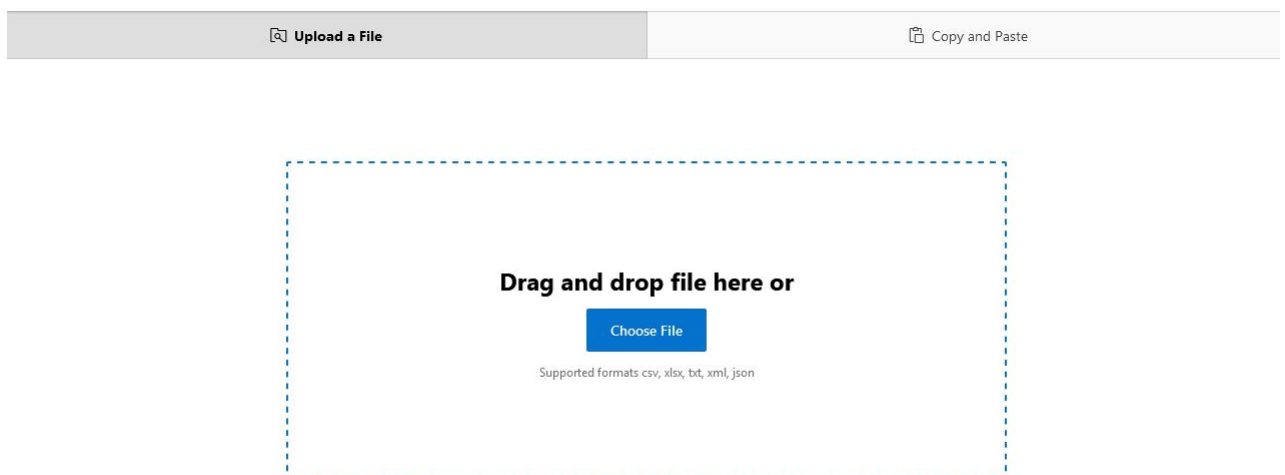 Upload a File
Copy and Paste
Drag and drop file here or
Choose File
Supported formats csv, xlsx, txt, xml, json